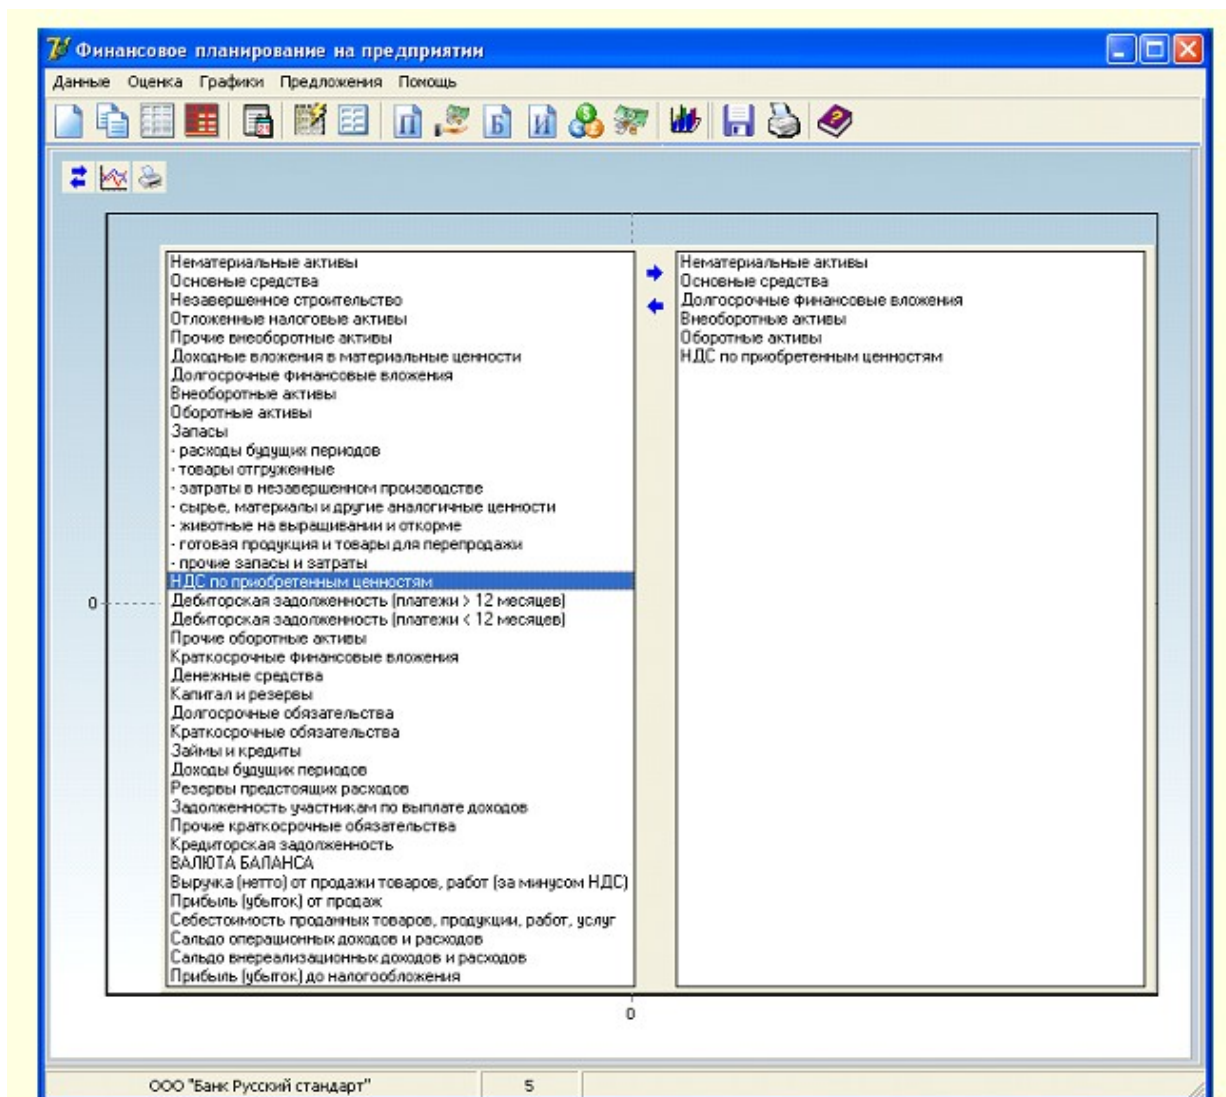 Финансовое планирование на предприятии
Данные Оценка Графики Предложения Помощь
Нематериальные активы
Основные средства
Незавершенное строительство
Отложенные налоговые активы
Прочие внеоборотные активы
Доходные вложения в материальные ценности
Долгосрочные финансовые вложения
Внеоборотные активы
Оборотные активы
Запасы
- расходы будущих периодов
- товары отгруженные
- затраты в незавершенном производстве
- сырье, материалы и другие аналогичные ценности
- животные на выращивании и откорме
- готовая продукция и товары для перепродажи
- прочие запасы и затраты
НДС по приобретенным ценностям
Дебиторская задолженность (платежи > 12 месяцев)
Дебиторская задолженность (платежи < 12 месяцев)
Прочие оборотные активы
Краткосрочные финансовые вложения
Денежные средства
Капитал и резервы
Долгосрочные обязательства
Краткосрочные обязательства
Займы и кредиты
Доходы будущих периодов
Резервы предстоящих расходов
Задолженность участникам по выплате доходов
Прочие краткосрочные обязательства
Кредиторская задолженность
ВАЛЮТА БАЛАНСА
Выручка (нетто) от продажи товаров, работ (за минусом НДС)
Прибыль (убыток) от продаж
Себестоимость проданных товаров, продукции, работ, услуг
Сальдо операционных доходов и расходов
Сальдо внереализационных доходов и расходов
Прибыль (убыток) до налогообложения
Нематериальные активы
Основные средства
Долгосрочные финансовые вложения
Внеоборотные активы
Оборотные активы
НДС по приобретенным ценностям
0
0
ООО "Банк Русский стандарт" 5